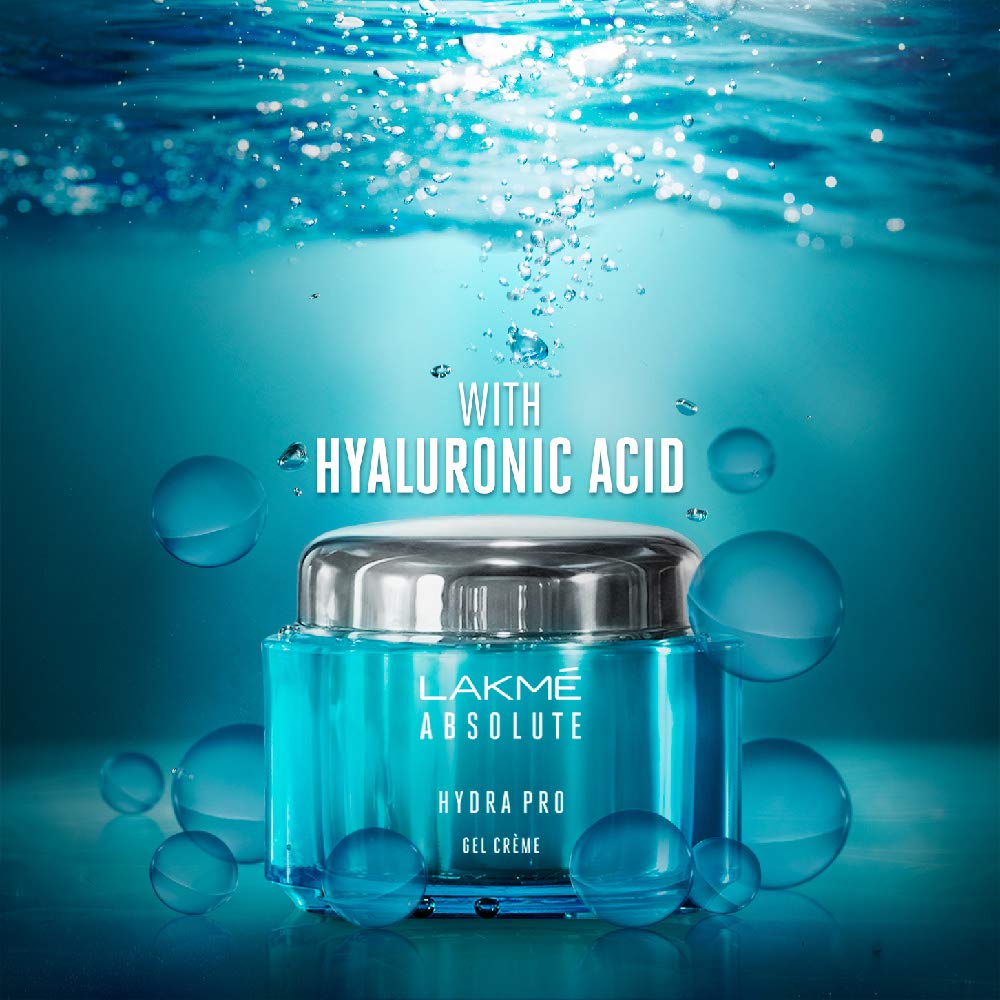 WITH
HYALURONIC ACID
LAKMÉ
ABSOLUTE
HYDRA PRO
GEL CRÈME